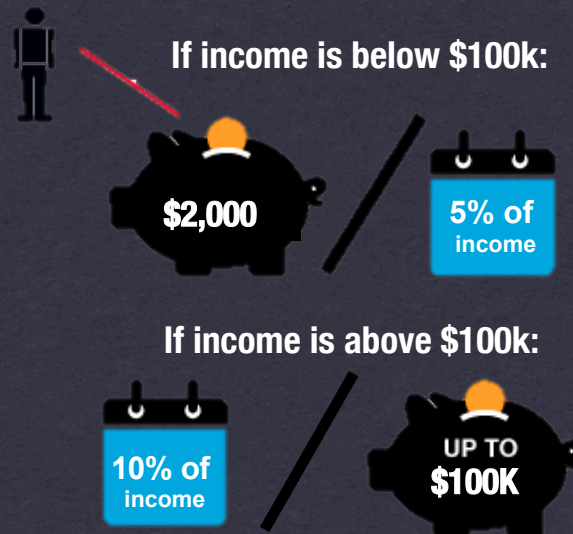 If income is below $100k:
$2,000
5% of
income
If income is above $100k:
10% of
income
UP TO
$100K